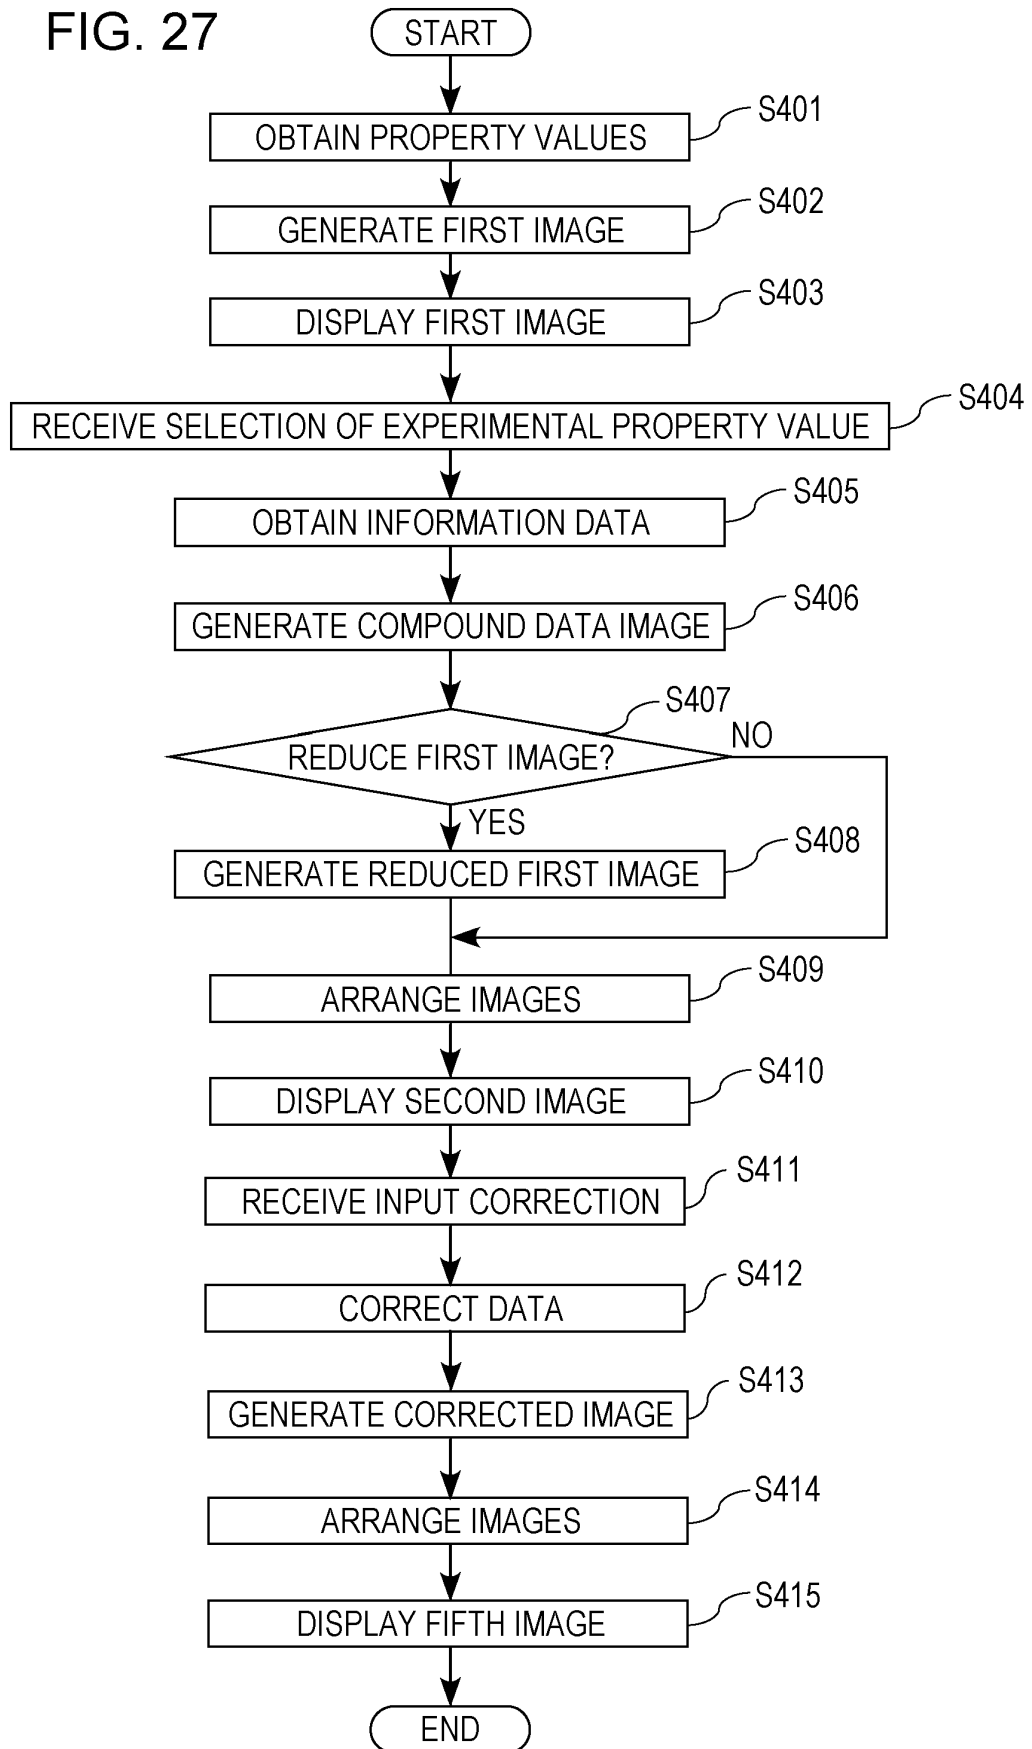 FIG. 27
START
S401
OBTAIN PROPERTY VALUES
S402
GENERATE FIRST IMAGE
S403
DISPLAY FIRST IMAGE
S404
RECEIVE SELECTION OF EXPERIMENTAL PROPERTY VALUE
S405
OBTAIN INFORMATION DATA
S406
GENERATE COMPOUND DATA IMAGE
S407
REDUCE FIRST IMAGE?
NO
YES
S408
GENERATE REDUCED FIRST IMAGE
S409
ARRANGE IMAGES
S410
DISPLAY SECOND IMAGE
S411
RECEIVE INPUT CORRECTION
S412
CORRECT DATA
S413
GENERATE CORRECTED IMAGE
S414
ARRANGE IMAGES
S415
DISPLAY FIFTH IMAGE
END